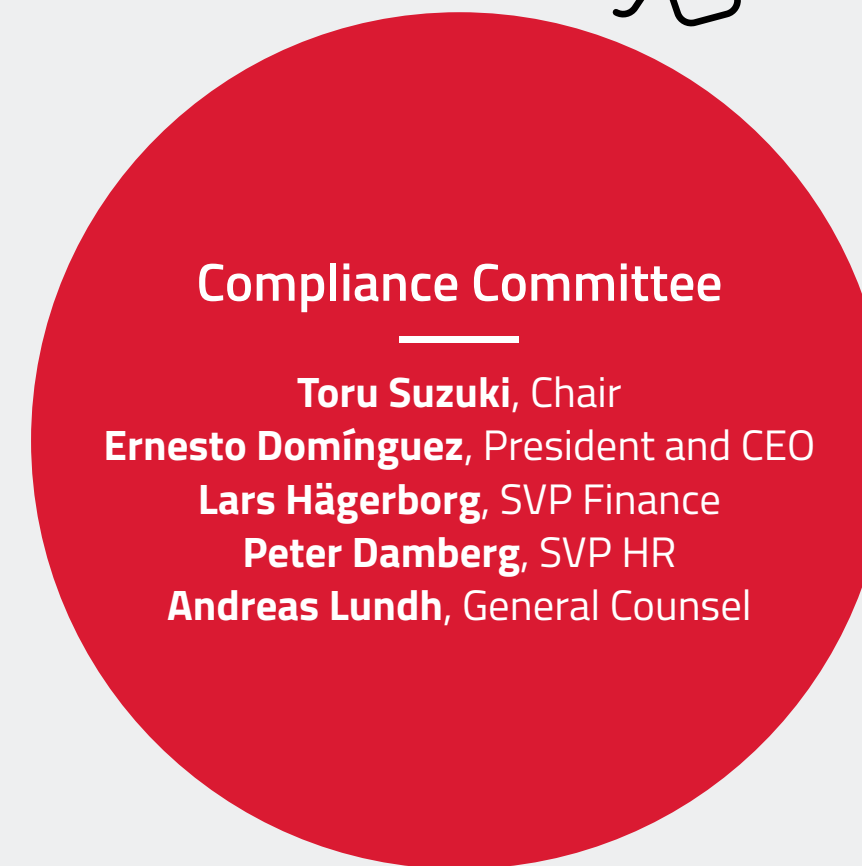 Compliance Committee
Toru Suzuki, Chair
Ernesto Domínguez, President and CEO
Lars Hägerborg, SVP Finance
Peter Damberg, SVP HR
Andreas Lundh, General Counsel